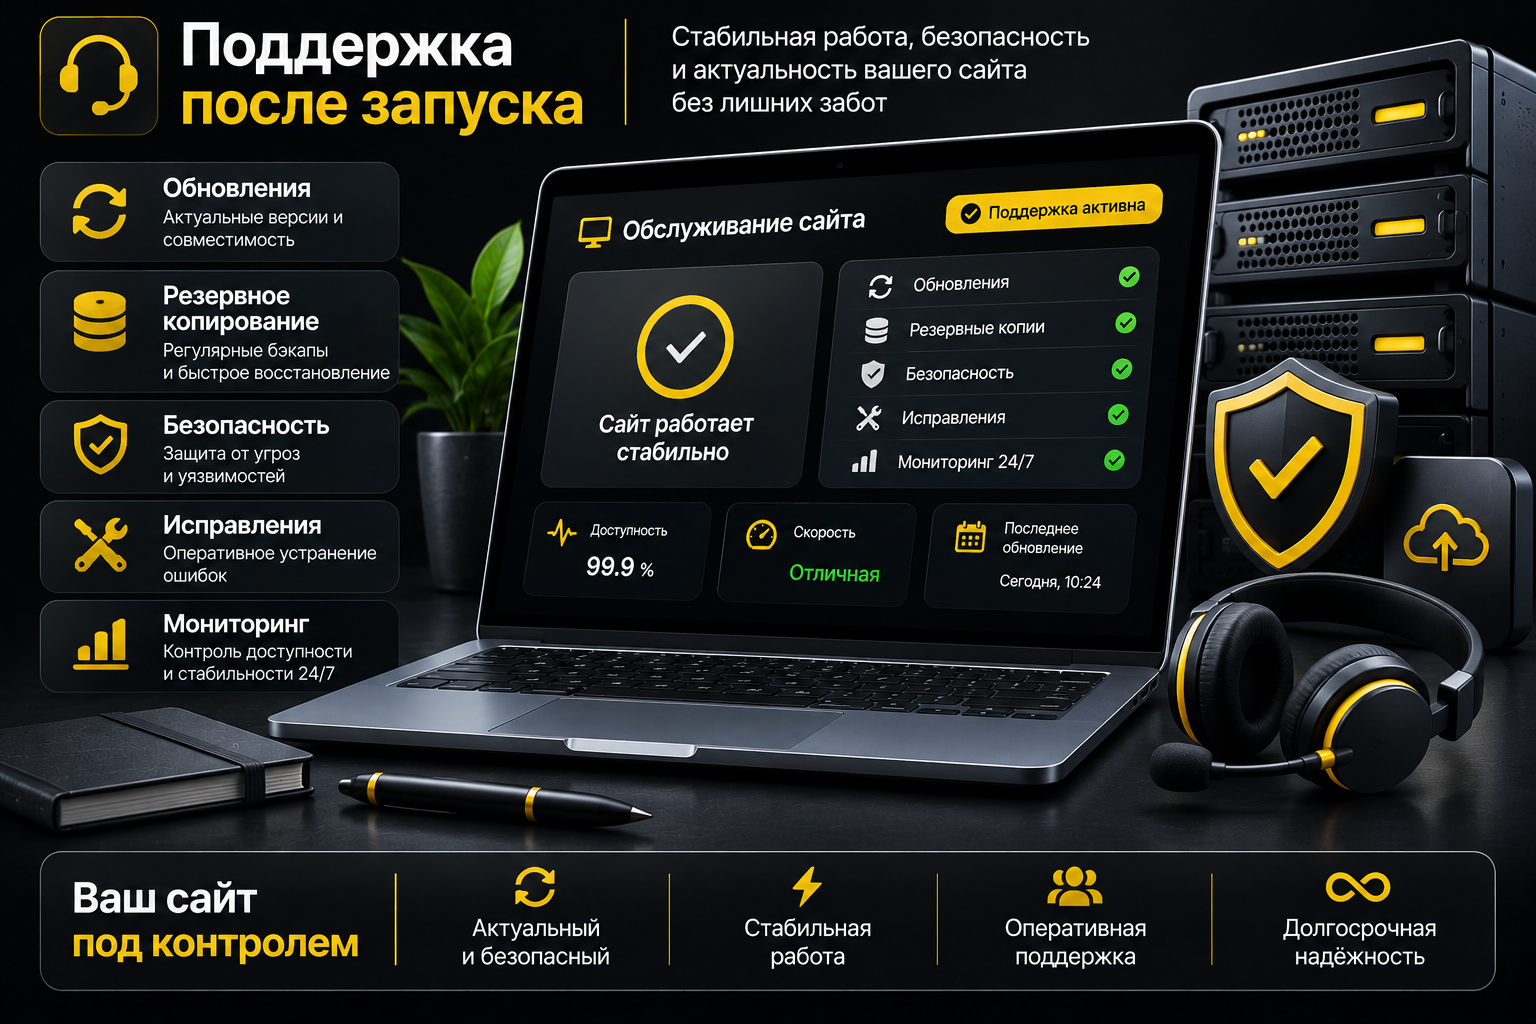 Поддержка
после запуска
Стабильная работа, безопасность
и актуальность вашего сайта
без лишних забот
Обновления
Актуальные версии и
совместимость
Резервное
копирование
Регулярные бэкапы
и быстрое восстановление
Безопасность
Защита от угроз
и уязвимостей
Исправления
Оперативное устранение
ошибок
Мониторинг
Контроль доступности
и стабильности 24/7
Обслуживание сайта
Поддержка активна
Сайт работает
стабильно
Обновления
Резервные копии
Безопасность
Исправления
Мониторинг 24/7
Доступность
99.9 %
Скорость
Отличная
Последнее
обновление
Сегодня, 10:24
Ваш сайт
под контролем
Актуальный
и безопасный
Стабильная
работа
Оперативная
поддержка
Долгосрочная
надёжность